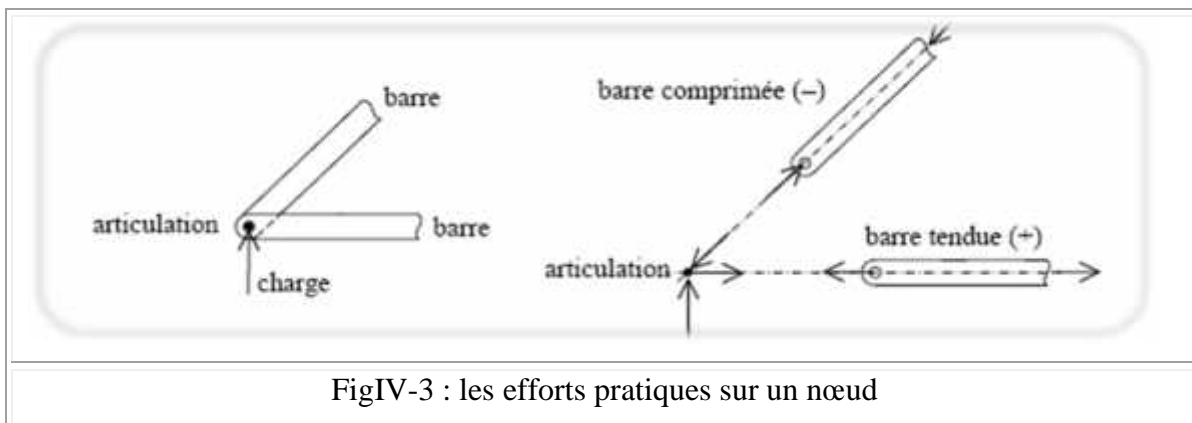 barre
articulation
barre
charge
barre comprimée (−)
barre tendue (+)
articulation
FigIV-3 : les efforts pratiques sur un nœud